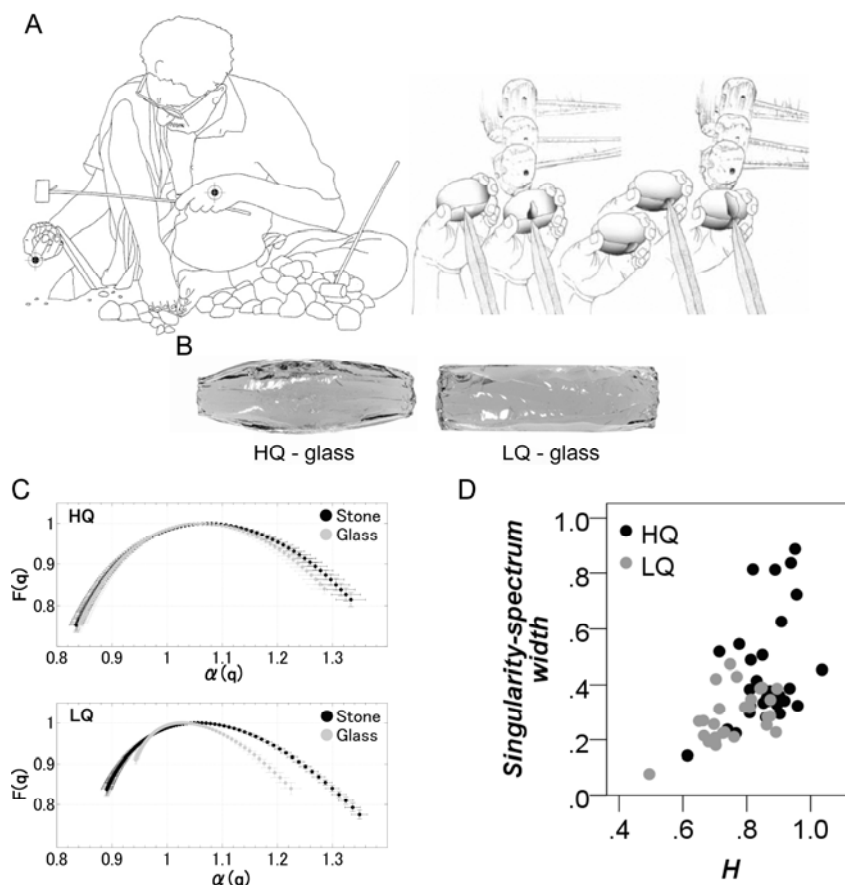 A
B
HQ - glass
LQ - glass
C
HQ
Stone
Glass
F(q)
1
0.9
0.8
0.8
0.9
1
1.1
1.2
1.3
α(q)
LQ
Stone
Glass
F(q)
1
0.9
0.8
0.8
0.9
1
1.1
1.2
1.3
α(q)
D
HQ
LQ
Singularity-spectrum
width
1.0
.8
.6
.4
.2
.0
.4
.6
.8
1.0
H